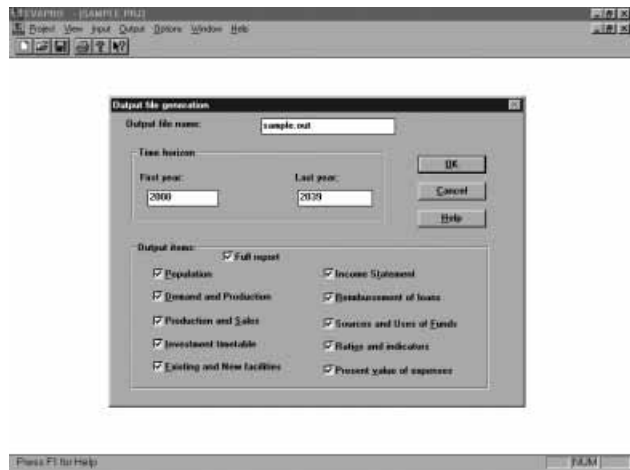 EVAPRO - [SAMPLE.PRJ]
Project View Input Output Options Window Help
Output file generation
Output file name: sample.out
Time horizon
First year: Last year:
2000 2039
OK
Cancel
Help
Output items:
Full report
Population Income Statement
Demand and Production Reimbursement of loans
Production and Sales Sources and Uses of Funds
Investment timetable Ratios and indicators
Existing and New facilities Present value of expenses
Press F1 for Help NUM